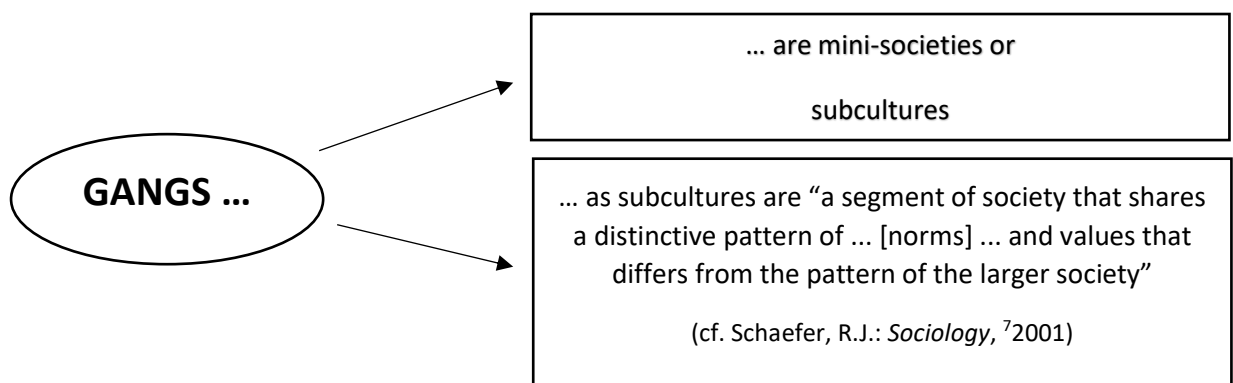 GANGS …
… are mini-societies or
subcultures
… as subcultures are “a segment of society that shares
a distinctive pattern of ... [norms] ... and values that
differs from the pattern of the larger society”
(cf. Schaefer, R.J.: Sociology, ⁷2001)